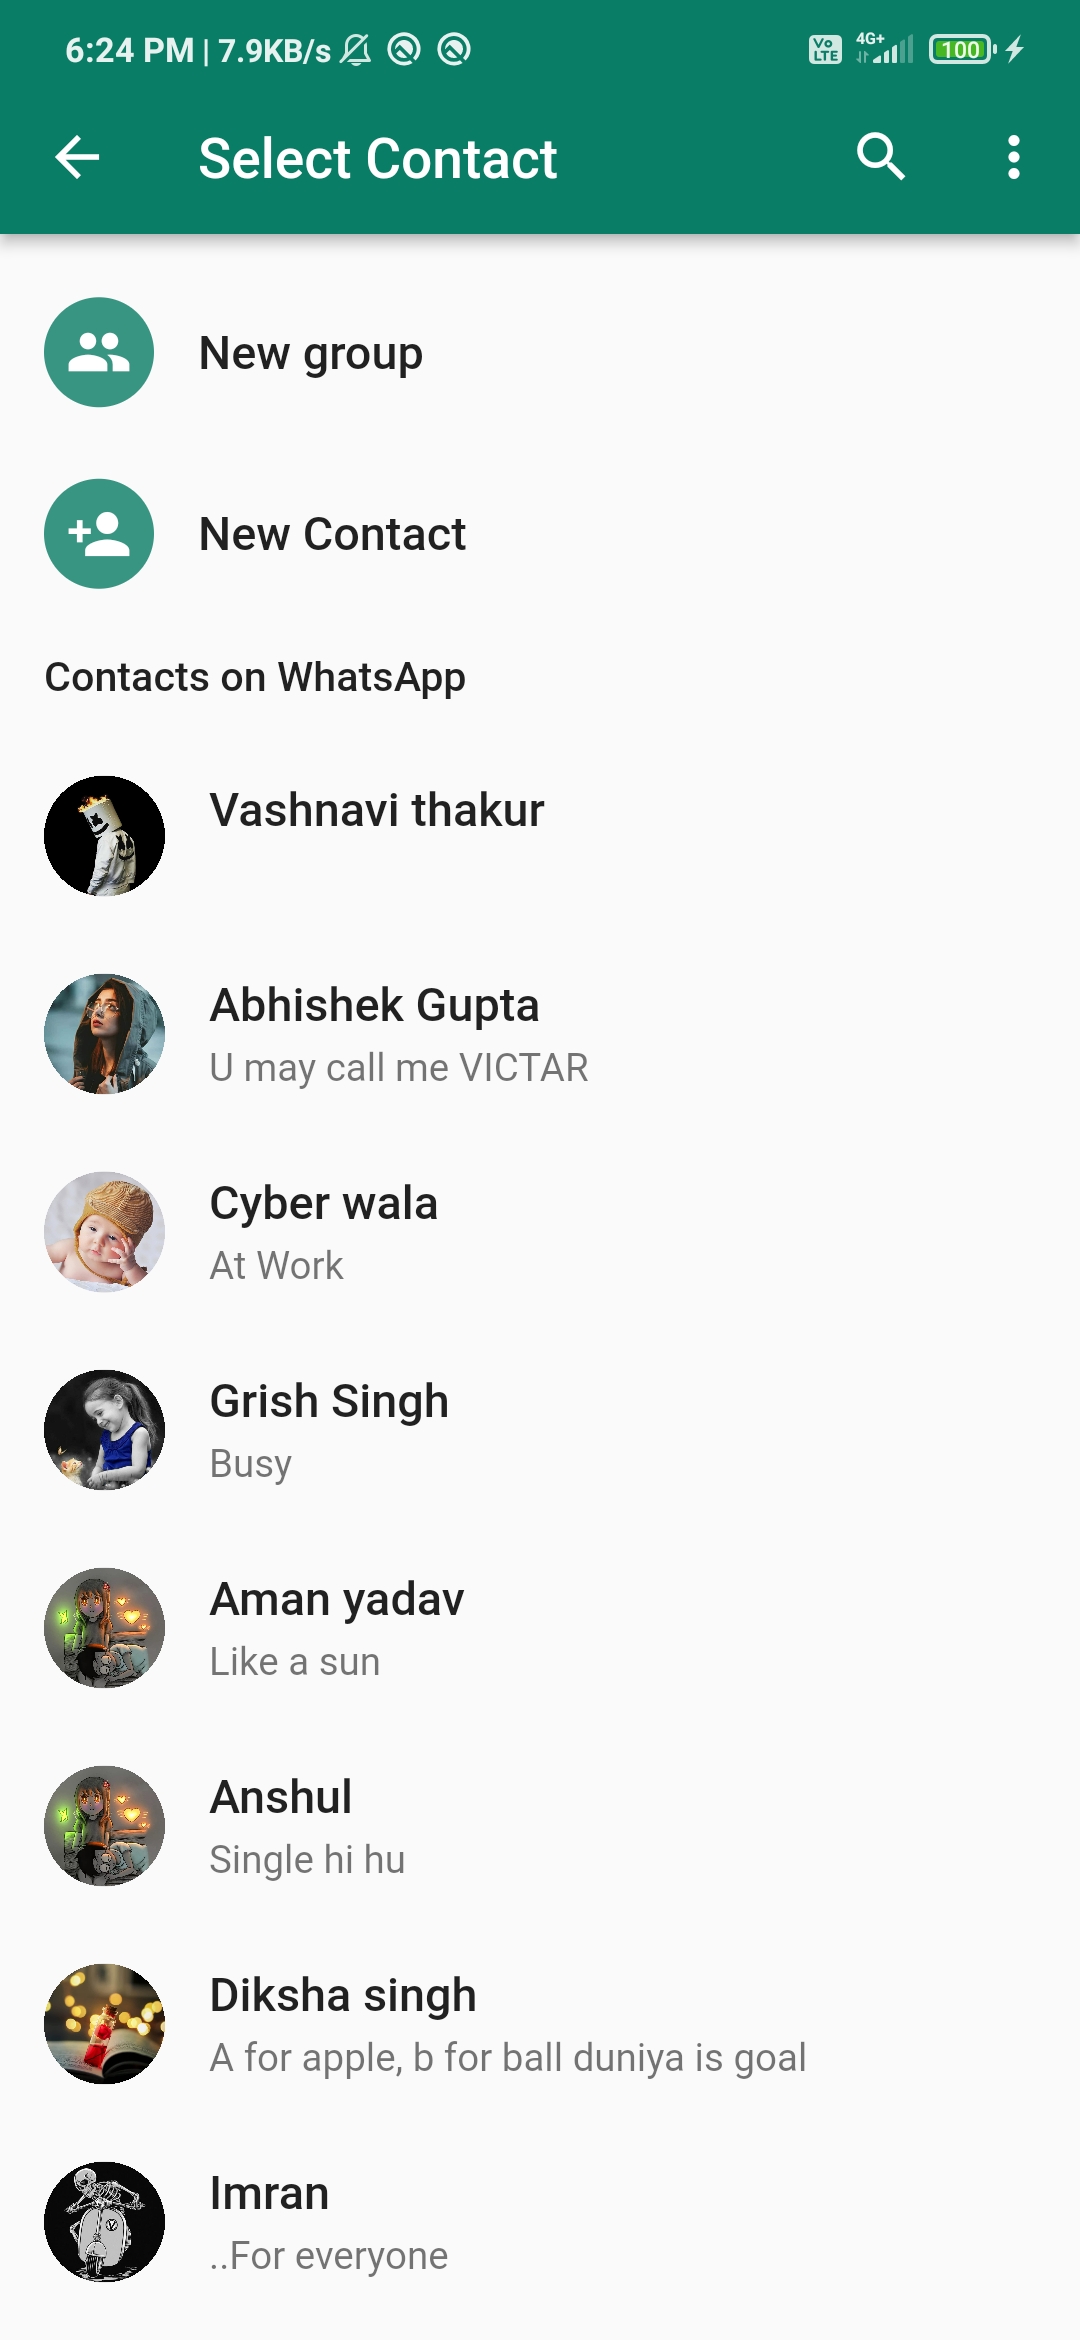 6:24 PM | 7.9KB/s Vo LTE 4G+ 100
Select Contact
New group
New Contact
Contacts on WhatsApp
Vashnavi thakur
Abhishek Gupta
U may call me VICTAR
Cyber wala
At Work
Grish Singh
Busy
Aman yadav
Like a sun
Anshul
Single hi hu
Diksha singh
A for apple, b for ball duniya is goal
Imran
..For everyone